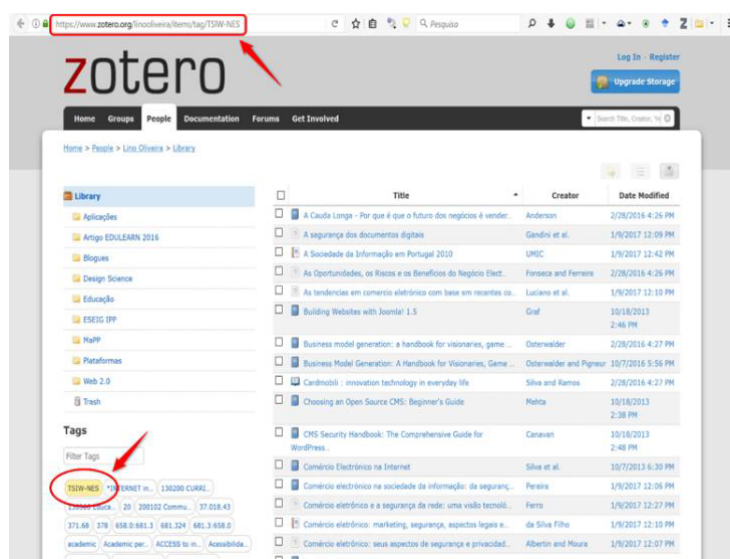 https://www.zotero.org/linooliveira/items/tag/TSIW-NES
Pesquisa
zotero
Log In · Register
Upgrade Storage
Home Groups People Documentation Forums Get Involved
Search Title, Creator, Ye
Home > People > Lino Oliveira > Library
Library
Aplicações
Artigo EDULEARN 2016
Blogues
Design Science
Educação
ESEIG IPP
MaPP
Plataformas
Web 2.0
Trash
Tags
Filter Tags
TSIW-NES *INTERNET in.. 130200 CURRI..
Educa.. 20 200102 Commu.. 37.018.43
371.68 378 658.0:681.3 681.324 681.3:658.0
academic Academic per.. ACCESS to in.. Acessibilida..
Title Creator Date Modified
A Cauda Longa - Por que é que o futuro dos negócios é vender.. Anderson 2/28/2016 4:26 PM
A segurança dos documentos digitais Gandini et al. 1/9/2017 12:09 PM
A Sociedade da Informação em Portugal 2010 UMIC 1/9/2017 12:42 PM
As Oportunidades, os Riscos e os Benefícios do Negócio Elect.. Fonseca and Ferreira 2/28/2016 4:26 PM
As tendencias em comercio eletrónico com base em recentes co.. Luciano et al. 1/9/2017 12:10 PM
Building Websites with Joomla! 1.5 Graf 10/18/2013
2:46 PM
Business model generation: a handbook for visionaries, game ... Osterwalder 2/28/2016 4:27 PM
Business Model Generation: A Handbook for Visionaries, Game ... Osterwalder and Pigneur 10/7/2016 5:56 PM
Cardmobili : innovation technology in everyday life Silva and Ramos 2/28/2016 4:27 PM
Choosing an Open Source CMS: Beginner's Guide Mehta 10/18/2013
2:38 PM
CMS Security Handbook: The Comprehensive Guide for Canavan 10/18/2013
WordPress.. 2:48 PM
Comércio Electrónico na Internet Silva et al. 10/7/2013 6:30 PM
Comércio electrónico na sociedade da informação: da seguranç.. Pereira 1/9/2017 12:06 PM
Comércio eletrônico e a segurança da rede: uma visão tecnoló.. Ferro 1/9/2017 12:27 PM
Comércio eletrônico: marketing, segurança, aspectos legais e.. da Silva Filho 1/9/2017 12:10 PM
Comércio eletrônico: seus aspectos de segurança e privacidad.. Albertin and Moura 1/9/2017 12:07 PM